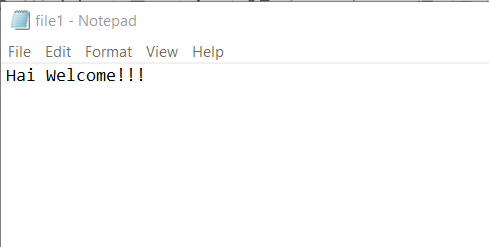 file1 - Notepad
File Edit Format View Help
Hai Welcome!!!